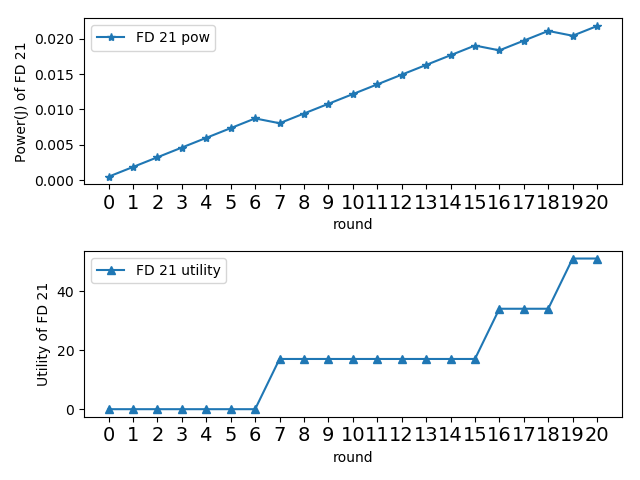 Power(J) of FD 21
0.020
0.015
0.010
0.005
0.000
FD 21 pow
0 1 2 3 4 5 6 7 8 9 10 11 12 13 14 15 16 17 18 19 20
round
Utility of FD 21
40
20
0
FD 21 utility
0 1 2 3 4 5 6 7 8 9 10 11 12 13 14 15 16 17 18 19 20
round